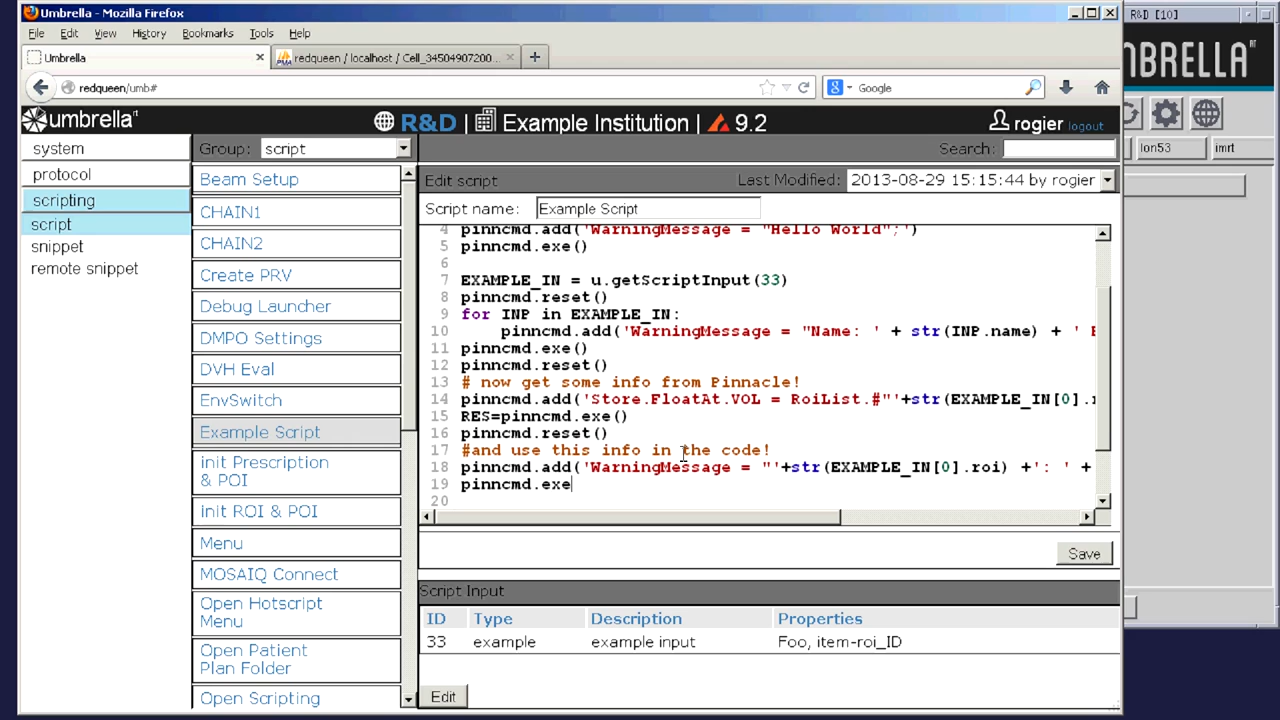 Umbrella - Mozilla Firefox
R&D [10]
File Edit View History Bookmarks Tools Help
Umbrella
redqueen / localhost / Cell_34504907200...
redqueen/umb#
Google
umbrella
R&D | Example Institution | 9.2
rogier logout
MBRELLA
system
protocol
scripting
script
snippet
remote snippet
Group: script
Search:
Beam Setup
CHAIN1
CHAIN2
Create PRV
Debug Launcher
DMPO Settings
DVH Eval
EnvSwitch
Example Script
init Prescription
& POI
init ROI & POI
Menu
MOSAIQ Connect
Open Hotscript
Menu
Open Patient
Plan Folder
Open Scripting
Edit script
Last Modified: 2013-08-29 15:15:44 by rogier
Script name: Example Script
4 pinncmd.add('WarningMessage = "Hello World";')
5 pinncmd.exe()
6
7 EXAMPLE_IN = u.getScriptInput(33)
8 pinncmd.reset()
9 for INP in EXAMPLE_IN:
10 pinncmd.add('WarningMessage = "Name: ' + str(INP.name) + '
11 pinncmd.exe()
12 pinncmd.reset()
13 # now get some info from Pinnacle!
14 pinncmd.add('Store.FloatAt.VOL = RoiList.#"'+str(EXAMPLE_IN[0].
15 RES=pinncmd.exe()
16 pinncmd.reset()
17 #and use this info in the code!
18 pinncmd.add('WarningMessage = "'+str(EXAMPLE_IN[0].roi) +': ' +
19 pinncmd.exe
20
Save
Script Input
ID Type Description Properties
33 example example input Foo, item-roi_ID
Edit
lon53
imrt